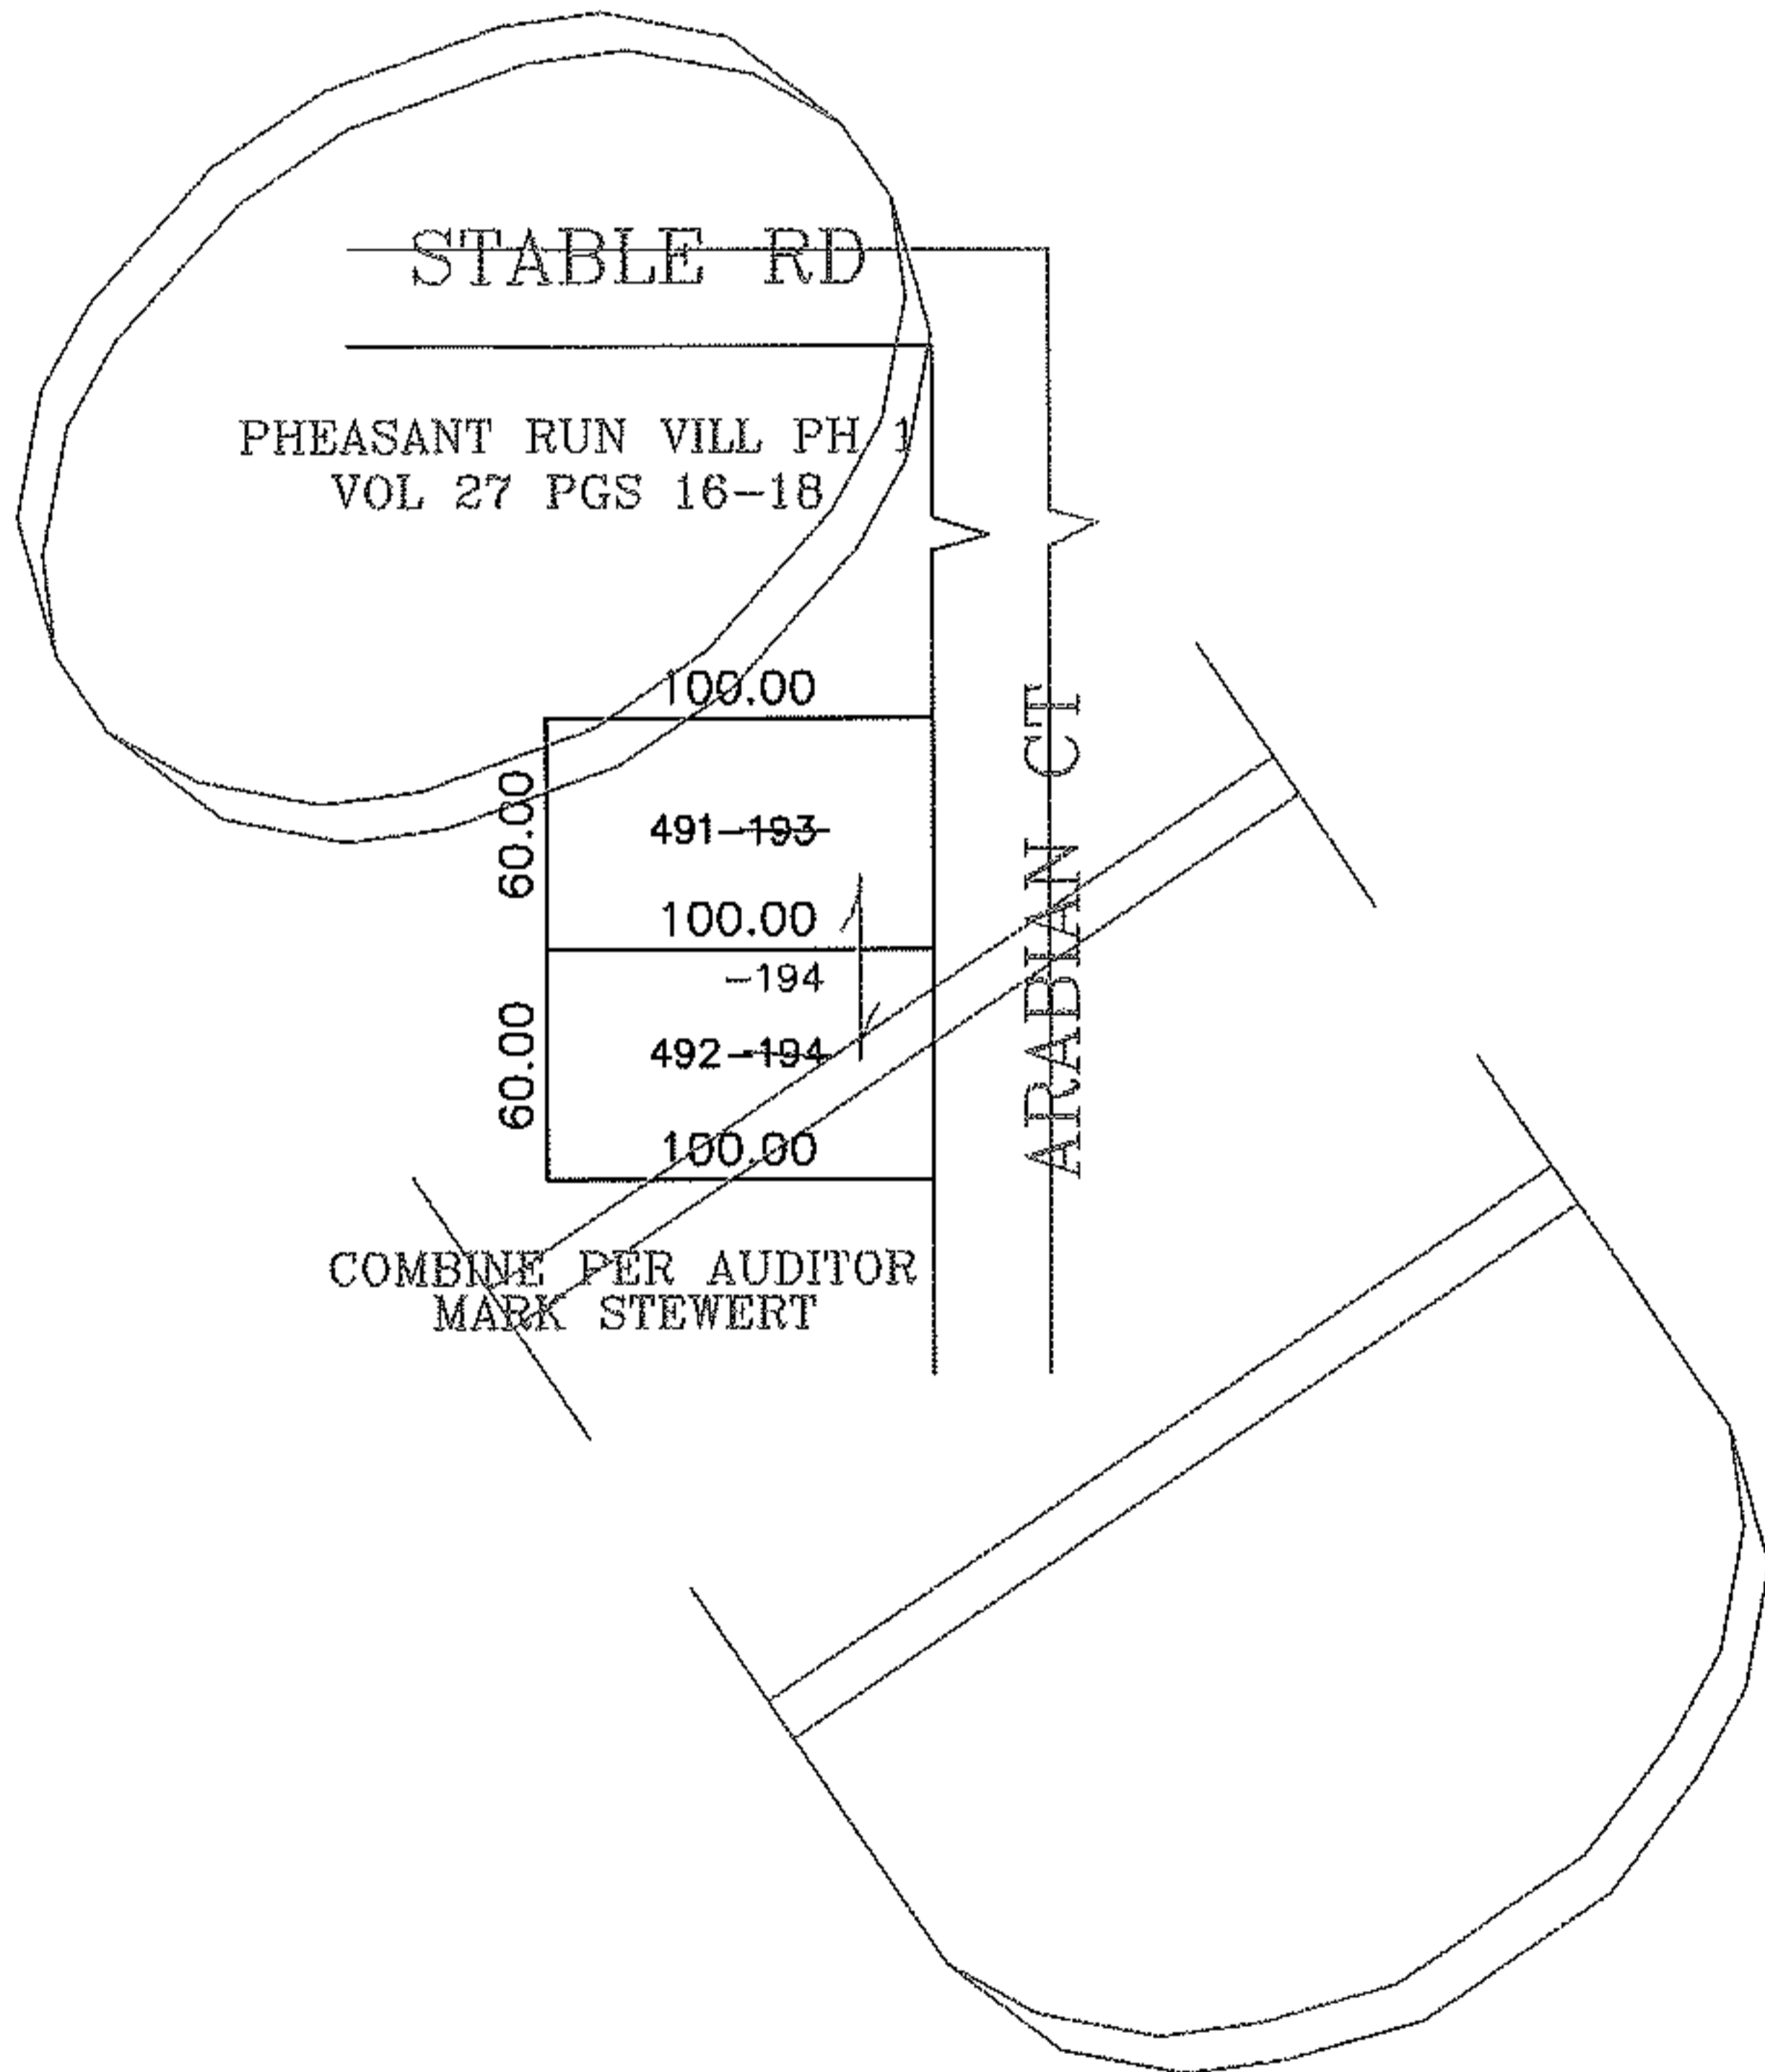 STABLE RD
PHEASANT RUN VILL PH 1
VOL 27 PGS 16-18
100.00
60.00
491-193
100.00
-194
60.00
492-194
100.00
ARABIAN CT
COMBINE PER AUDITOR
MARK STEWERT